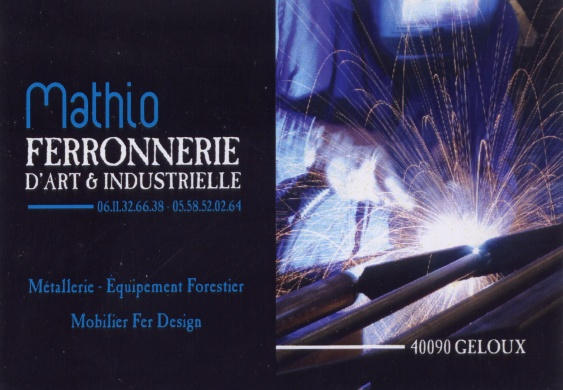 Mathio
FERRONNERIE
D'ART & INDUSTRIELLE
06.11.32.66.38 - 05.58.52.02.64
Métallerie - Équipement Forestier
Mobilier Fer Design
40090 GELOUX